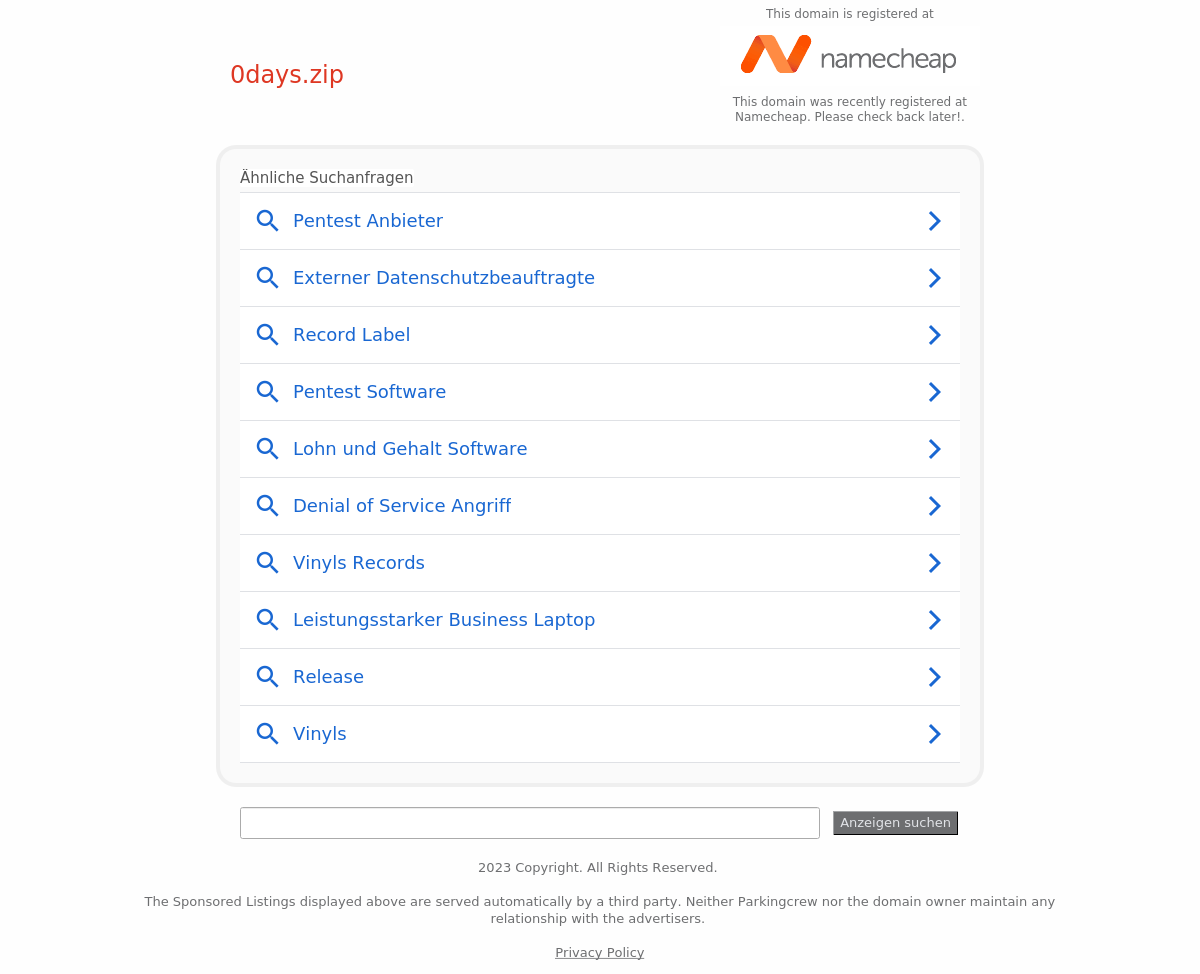 This domain is registered at
namecheap
0days.zip
This domain was recently registered at
Namecheap. Please check back later!.
Ähnliche Suchanfragen
Pentest Anbieter
Externer Datenschutzbeauftragte
Record Label
Pentest Software
Lohn und Gehalt Software
Denial of Service Angriff
Vinyls Records
Leistungsstarker Business Laptop
Release
Vinyls
Anzeigen suchen
2023 Copyright. All Rights Reserved.
The Sponsored Listings displayed above are served automatically by a third party. Neither Parkingcrew nor the domain owner maintain any
relationship with the advertisers.
Privacy Policy